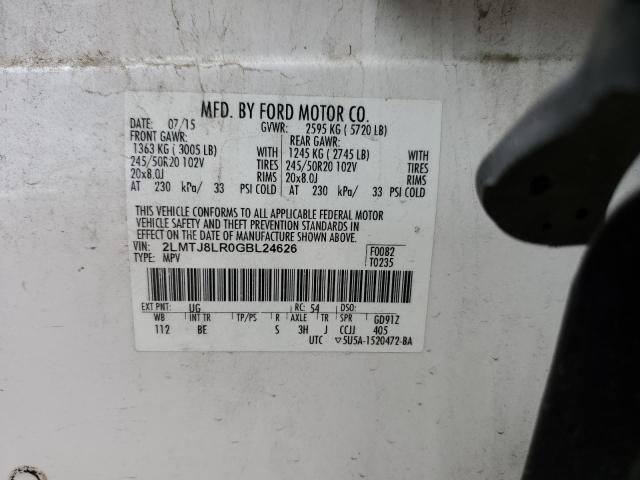 MFD. BY FORD MOTOR CO.
DATE: 07/15 GVWR: 2595 KG ( 5720 LB)
FRONT GAWR: REAR GAWR:
1363 KG ( 3005 LB) WITH 1245 KG ( 2745 LB) WITH
245/50R20 102V TIRES 245/50R20 102V TIRES
20x8.0J RIMS 20x8.0J RIMS
AT 230 kPa/ 33 PSI COLD AT 230 kPa/ 33 PSI COLD
THIS VEHICLE CONFORMS TO ALL APPLICABLE FEDERAL MOTOR
VEHICLE SAFETY AND THEFT PREVENTION STANDARDS IN EFFECT
ON THE DATE OF MANUFACTURE SHOWN ABOVE.
VIN: 2LMTJ8LR0GBL24626 F0082
TYPE: MPV T0235
EXT PNT: UG RC: 54 DSO:
WB INT TR TP/PS R AXLE TR SPR GD91Z
112 BE S 3H J CCJJ 405
UTC ▽5U5A-1520472-BA